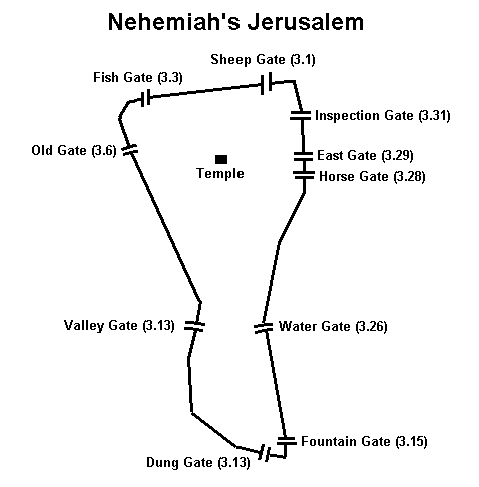 Nehemiah's Jerusalem
Sheep Gate (3.1)
Fish Gate (3.3)
Inspection Gate (3.31)
Old Gate (3.6)
East Gate (3.29)
Temple
Horse Gate (3.28)
Valley Gate (3.13)
Water Gate (3.26)
Fountain Gate (3.15)
Dung Gate (3.13)